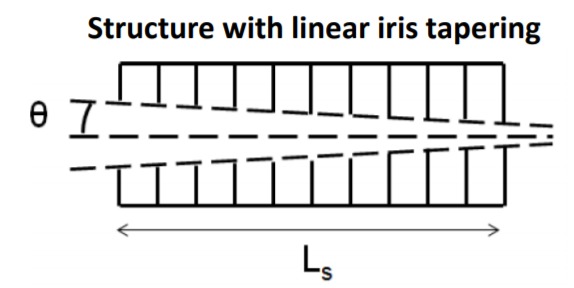 Structure with linear iris tapering
θ
Ls